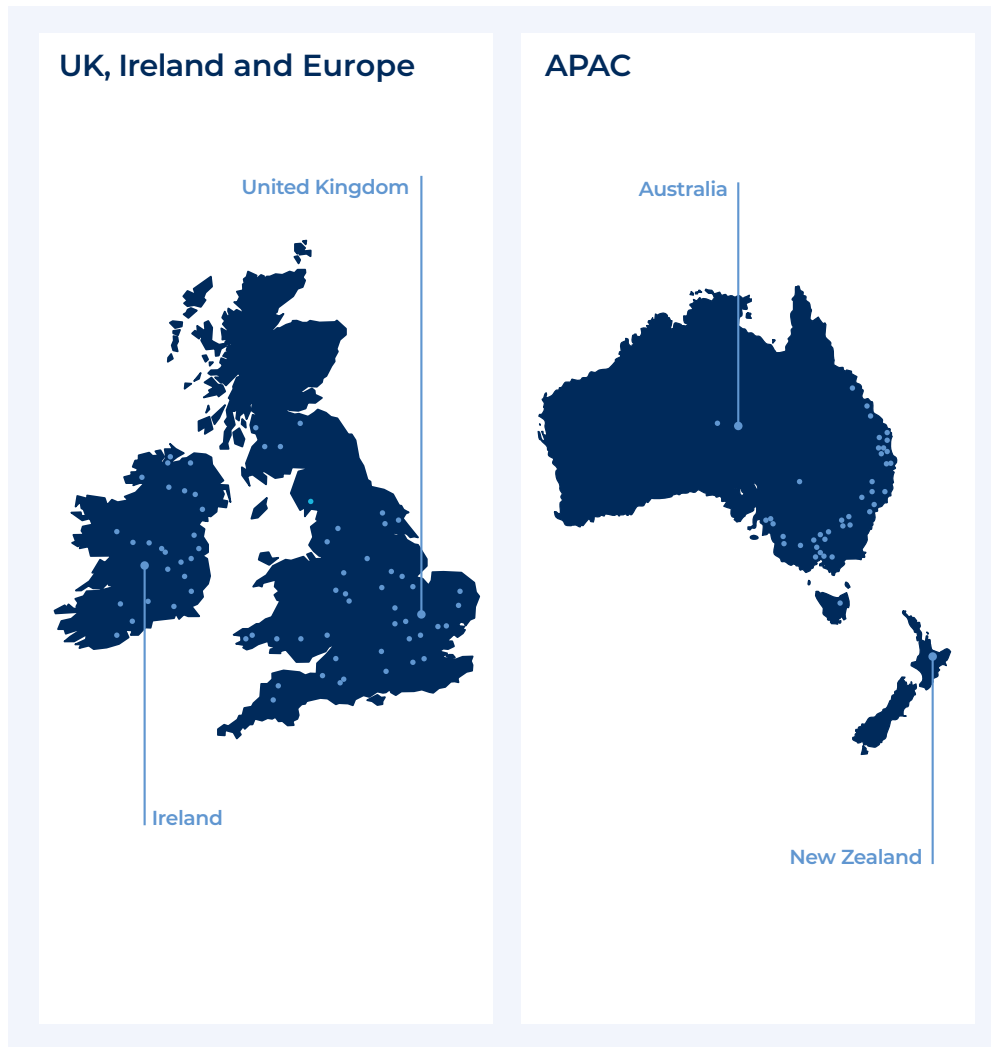 UK, Ireland and Europe
United Kingdom
Ireland
APAC
Australia
New Zealand